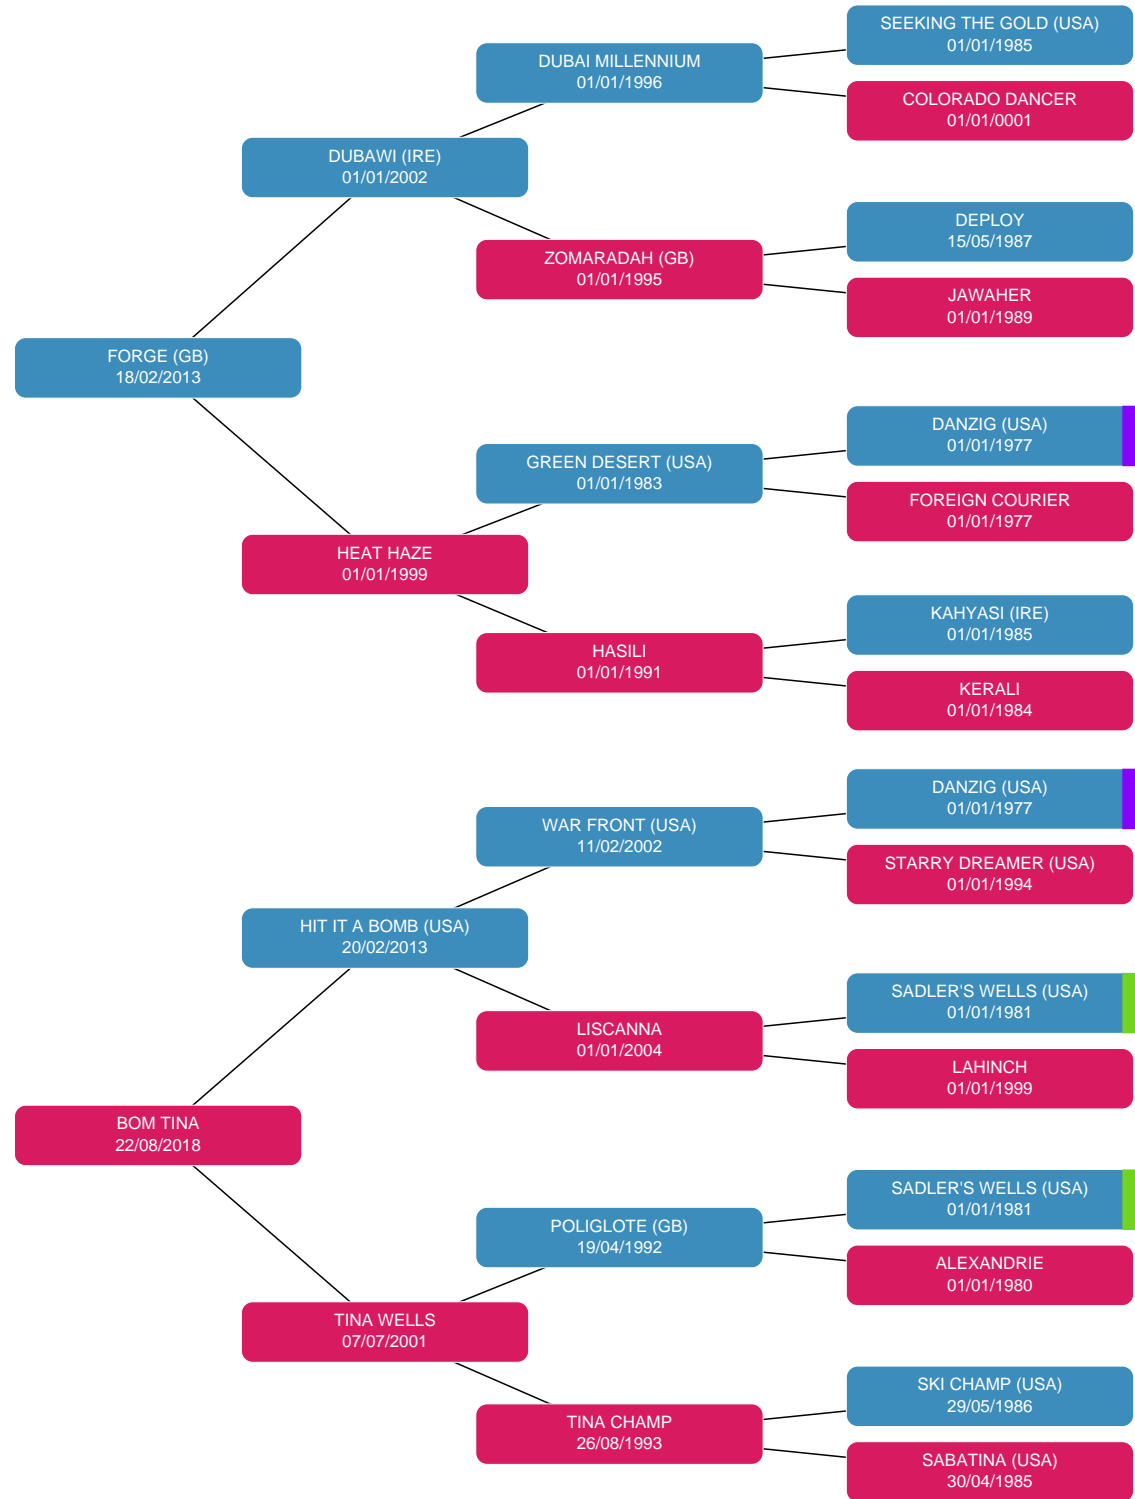 SEEKING THE GOLD (USA)
01/01/1985
DUBAI MILLENNIUM
01/01/1996
COLORADO DANCER
01/01/0001
DUBAWI (IRE)
01/01/2002
DEPLOY
15/05/1987
ZOMARADAH (GB)
01/01/1995
JAWAHER
01/01/1989
FORGE (GB)
18/02/2013
DANZIG (USA)
01/01/1977
GREEN DESERT (USA)
01/01/1983
FOREIGN COURIER
01/01/1977
HEAT HAZE
01/01/1999
KAHYASI (IRE)
01/01/1985
HASILI
01/01/1991
KERALI
01/01/1984
DANZIG (USA)
01/01/1977
WAR FRONT (USA)
11/02/2002
STARRY DREAMER (USA)
01/01/1994
HIT IT A BOMB (USA)
20/02/2013
SADLER'S WELLS (USA)
01/01/1981
LISCANNA
01/01/2004
LAHINCH
01/01/1999
BOM TINA
22/08/2018
SADLER'S WELLS (USA)
01/01/1981
POLIGLOTE (GB)
19/04/1992
ALEXANDRIE
01/01/1980
TINA WELLS
07/07/2001
SKI CHAMP (USA)
29/05/1986
TINA CHAMP
26/08/1993
SABATINA (USA)
30/04/1985